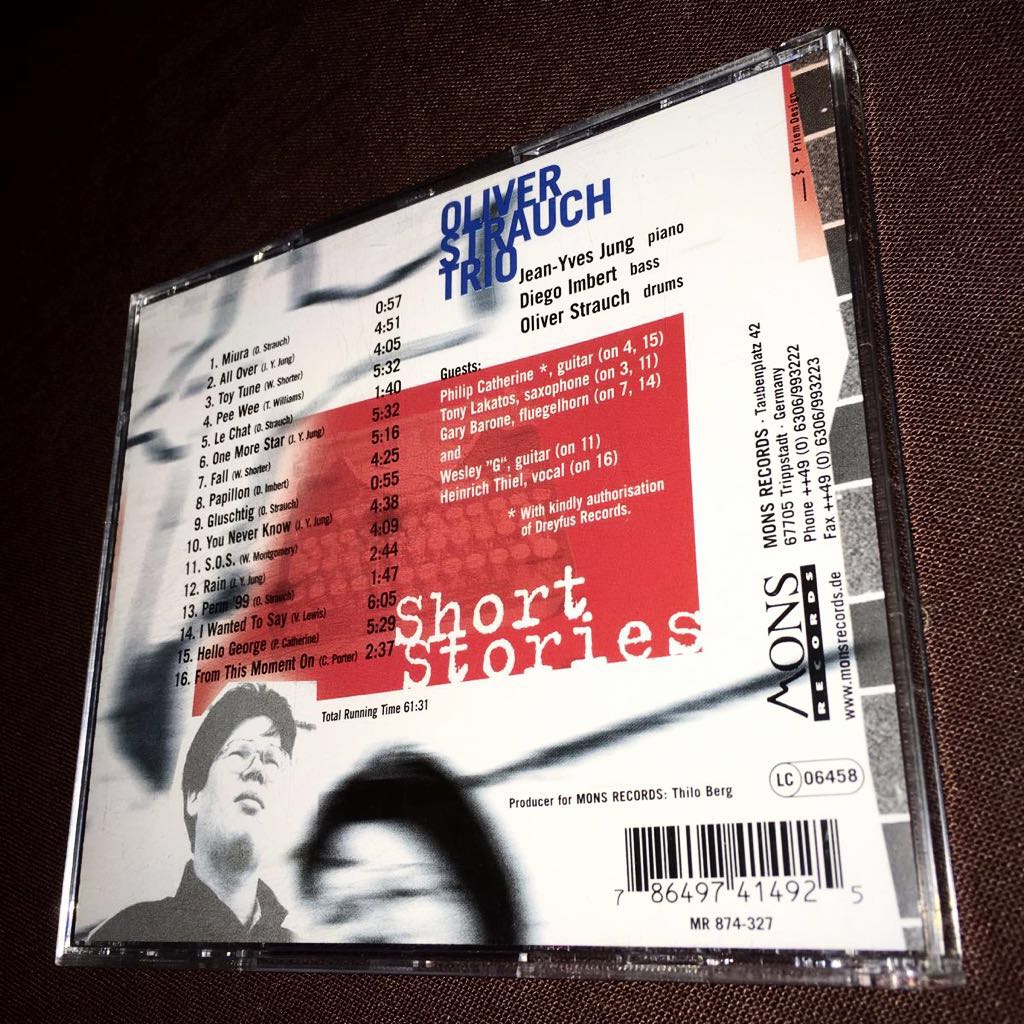 OLIVER
STRAUCH
TRIO
Jean-Yves Jung piano
Diego Imbert bass
Oliver Strauch drums
1. Miura (O. Strauch) 0:57
2. All Over (J. Y. Jung) 4:51
3. Toy Tune (W. Shorter) 4:05
4. Pee Wee (T. Williams) 5:32
5. Le Chat (O. Strauch) 1:40
6. One More Star (J. Y. Jung) 5:32
7. Fall (W. Shorter) 5:16
8. Papillon (D. Imbert) 4:25
9. Gluschtig (O. Strauch) 0:55
10. You Never Know (J. Y. Jung) 4:38
11. S.O.S. (W. Montgomery) 4:09
12. Rain (J. Y. Jung) 2:44
13. Perm '99 (O. Strauch) 1:47
14. I Wanted To Say (V. Lewis) 6:05
15. Hello George (P. Catherine) 5:29
16. From This Moment On (C. Porter) 2:37
Total Running Time 61:31
Guests:
Philip Catherine *, guitar (on 4, 15)
Tony Lakatos, saxophone (on 3, 11)
Gary Barone, fluegelhorn (on 7, 14)
and
Wesley "G", guitar (on 11)
Heinrich Thiel, vocal (on 16)
* With kindly authorisation
of Dreyfus Records.
Short
Stories
Producer for MONS RECORDS: Thilo Berg
LC 06458
7 86497 41492 5
MR 874-327
MONS
RECORDS
www.monsrecords.de
MONS RECORDS · Taubenplatz 42
67705 Trippstadt · Germany
Phone ++49 (0) 6306/993222
Fax ++49 (0) 6306/993223
Priem Design